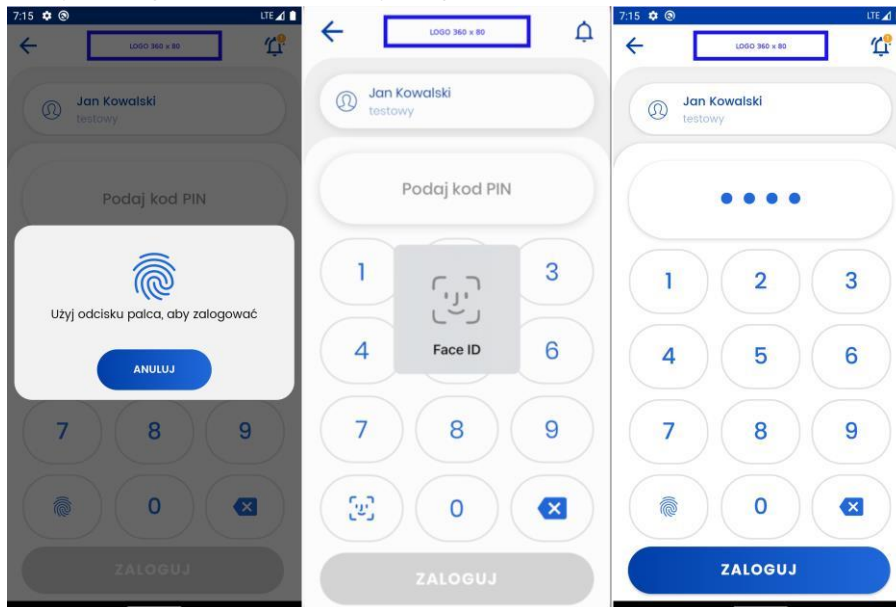 7:15
LTE
LOGO 360 x 80
Jan Kowalski
testowy
Podaj kod PIN
Użyj odcisku palca, aby zalogować
ANULUJ
7
8
9
0
ZALOGUJ
LOGO 360 x 80
Jan Kowalski
testowy
Podaj kod PIN
1
3
4
Face ID
6
7
8
9
0
ZALOGUJ
7:15
LTE
LOGO 360 x 80
Jan Kowalski
testowy
1
2
3
4
5
6
7
8
9
0
ZALOGUJ